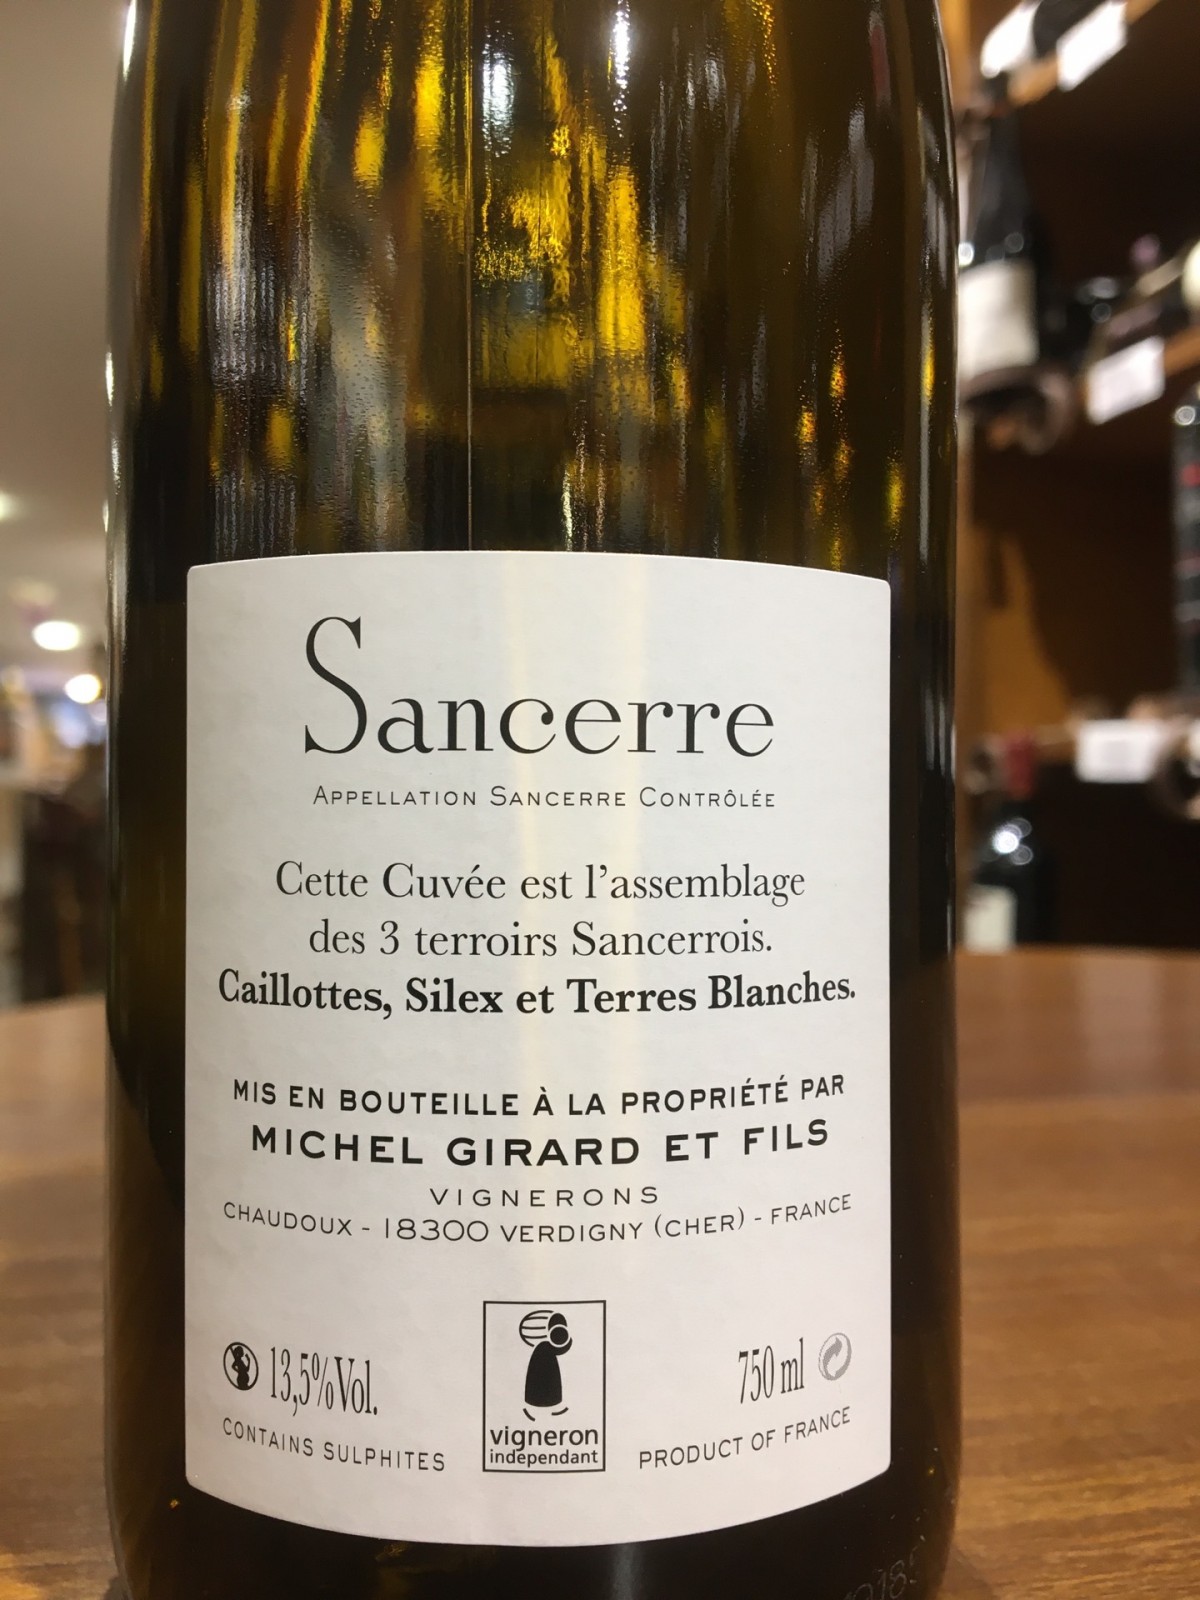 Sancerre
Appellation Sancerre Contrôlée
Cette Cuvée est l'assemblage
des 3 terroirs Sancerrois.
Caillottes, Silex et Terres Blanches.
MIS EN BOUTEILLE À LA PROPRIÉTÉ PAR
MICHEL GIRARD ET FILS
VIGNERONS
CHAUDOUX - 18300 VERDIGNY (CHER) - FRANCE
13,5%Vol.
CONTAINS SULPHITES
vigneron
independant
750 ml
PRODUCT OF FRANCE